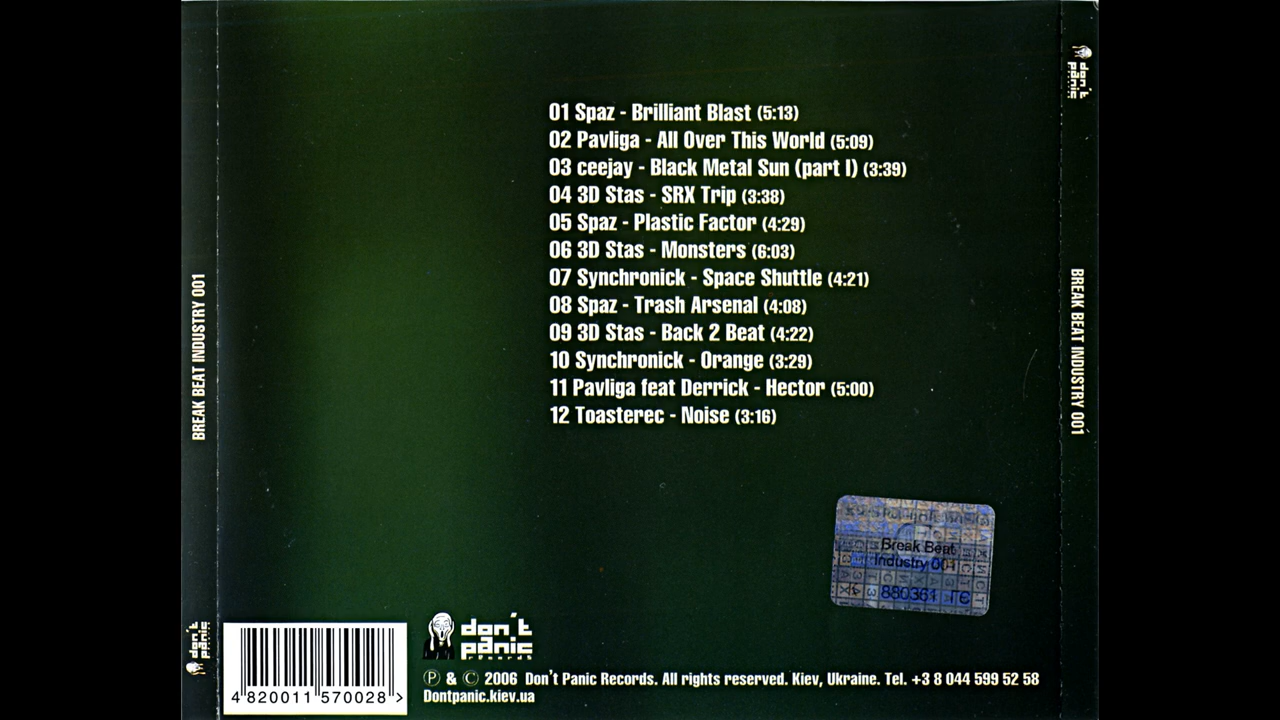 01 Spaz - Brilliant Blast (5:13)
02 Pavliga - All Over This World (5:09)
03 ceejay - Black Metal Sun (part I) (3:39)
04 3D Stas - SRX Trip (3:38)
05 Spaz - Plastic Factor (4:29)
06 3D Stas - Monsters (6:03)
07 Synchronick - Space Shuttle (4:21)
08 Spaz - Trash Arsenal (4:08)
09 3D Stas - Back 2 Beat (4:22)
10 Synchronick - Orange (3:29)
11 Pavliga feat Derrick - Hector (5:00)
12 Toasterec - Noise (3:16)
BREAK BEAT INDUSTRY 001
don't
panic
don't
panic
BREAK BEAT INDUSTRY 001
Break Beat
Industry 001
880361 ГС
4 820011 570028 >
don't
panic
records
Ⓟ & © 2006 Don't Panic Records. All rights reserved. Kiev, Ukraine. Tel. +3 8 044 599 52 58
Dontpanic.kiev.ua